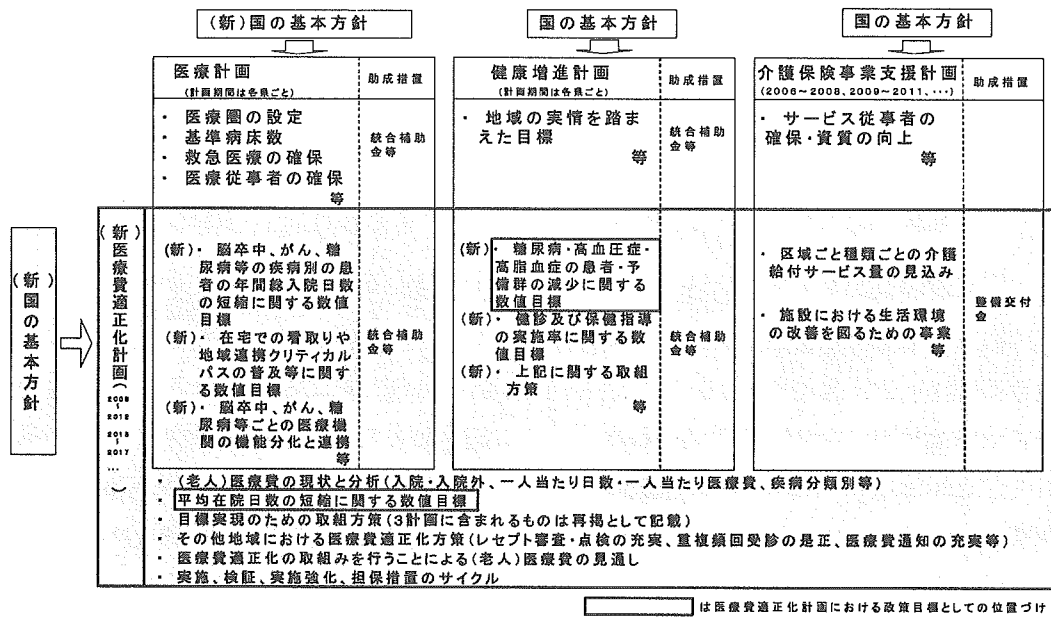 (新)国の基本方針
国の基本方針
国の基本方針
医療計画
(計画期間は各県ごと)
助成措置
・ 医療圏の設定
・ 基準病床数
・ 救急医療の確保
・ 医療従事者の確保
等
統合補助
金等
健康増進計画
(計画期間は各県ごと)
助成措置
・ 地域の実情を踏ま
えた目標
等
統合補助
金等
介護保険事業支援計画
(2006~2008、2009~2011、・・・)
助成措置
・ サービス従事者の
確保・資質の向上
等
(新)国の基本方針
(新)医療費適正化計画(2008~2012 2013~2017 …)
(新)・ 脳卒中、がん、糖
尿病等の疾病別の患
者の年間総入院日数
の短縮に関する数値
目標
(新)・ 在宅での看取りや
地域連携クリティカル
パスの普及等に関す
る数値目標
(新)・ 脳卒中、がん、糖
尿病等ごとの医療機
関の機能分化と連携
等
統合補助
金等
(新)・ 糖尿病・高血圧症・
高脂血症の患者・予
備群の減少に関する
数値目標
(新)・ 健診及び保健指導
の実施率に関する数
値目標
(新)・ 上記に関する取組
方策
等
統合補助
金等
・ 区域ごと種類ごとの介護
給付サービス量の見込み
・ 施設における生活環境
の改善を図るための事業
等
整備交付
金
・ (老人)医療費の現状と分析(入院・入院外、一人当たり日数・一人当たり医療費、疾病分類別等)
・ 平均在院日数の短縮に関する数値目標
・ 目標実現のための取組方策(3計画に含まれるものは再掲として記載)
・ その他地域における医療費適正化方策(レセプト審査・点検の充実、重複頻回受診の是正、医療費通知の充実等)
・ 医療費適正化の取組みを行うことによる(老人)医療費の見通し
・ 実施、検証、実施強化、担保措置のサイクル
は医療費適正化計画における政策目標としての位置づけ